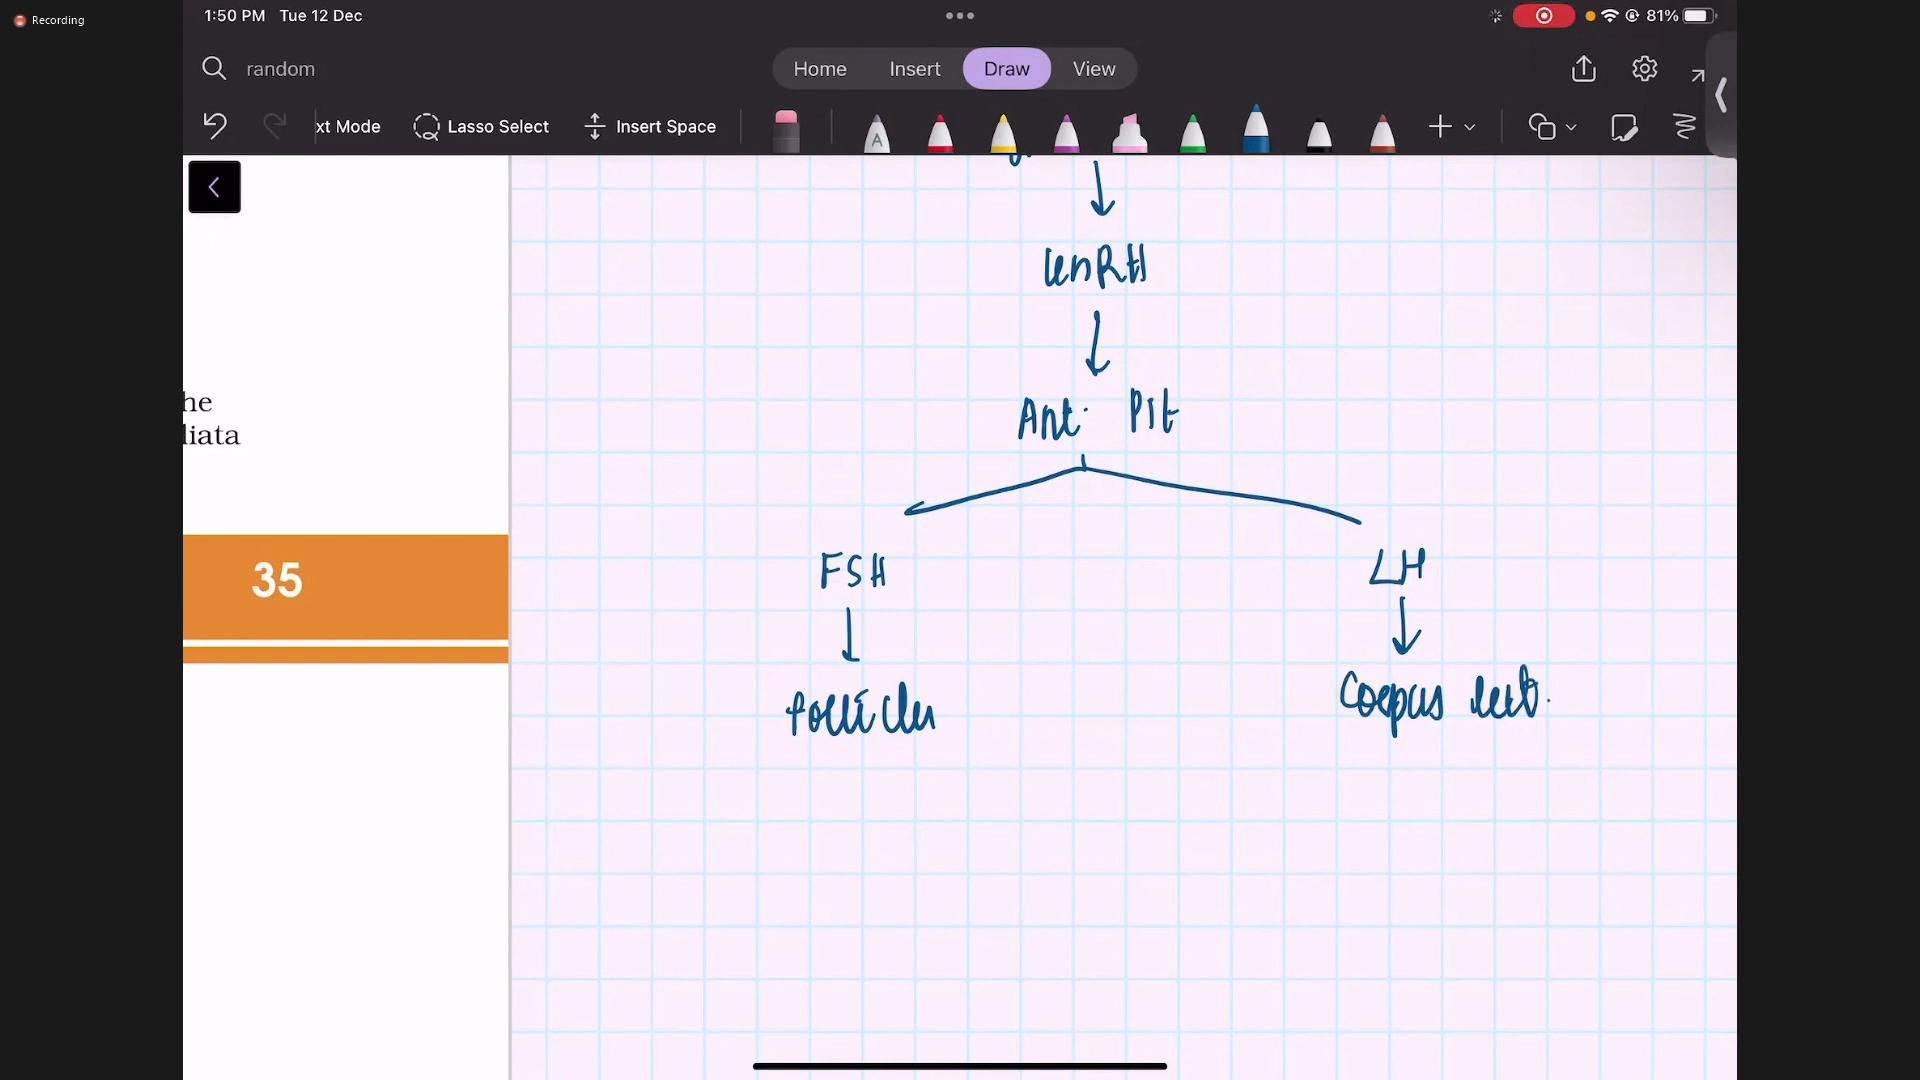 Recording
1:50 PM Tue 12 Dec
81%
random
Home Insert Draw View
xt Mode Lasso Select Insert Space
A
GnRH
Ant. Pit
he
liata
FSH LH
35
follicles Corpus lut.